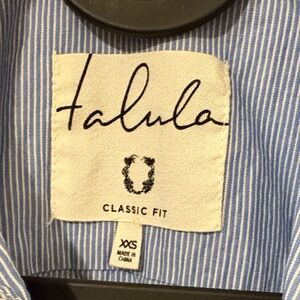 talula
CLASSIC FIT
XXS
MADE IN
CHINA